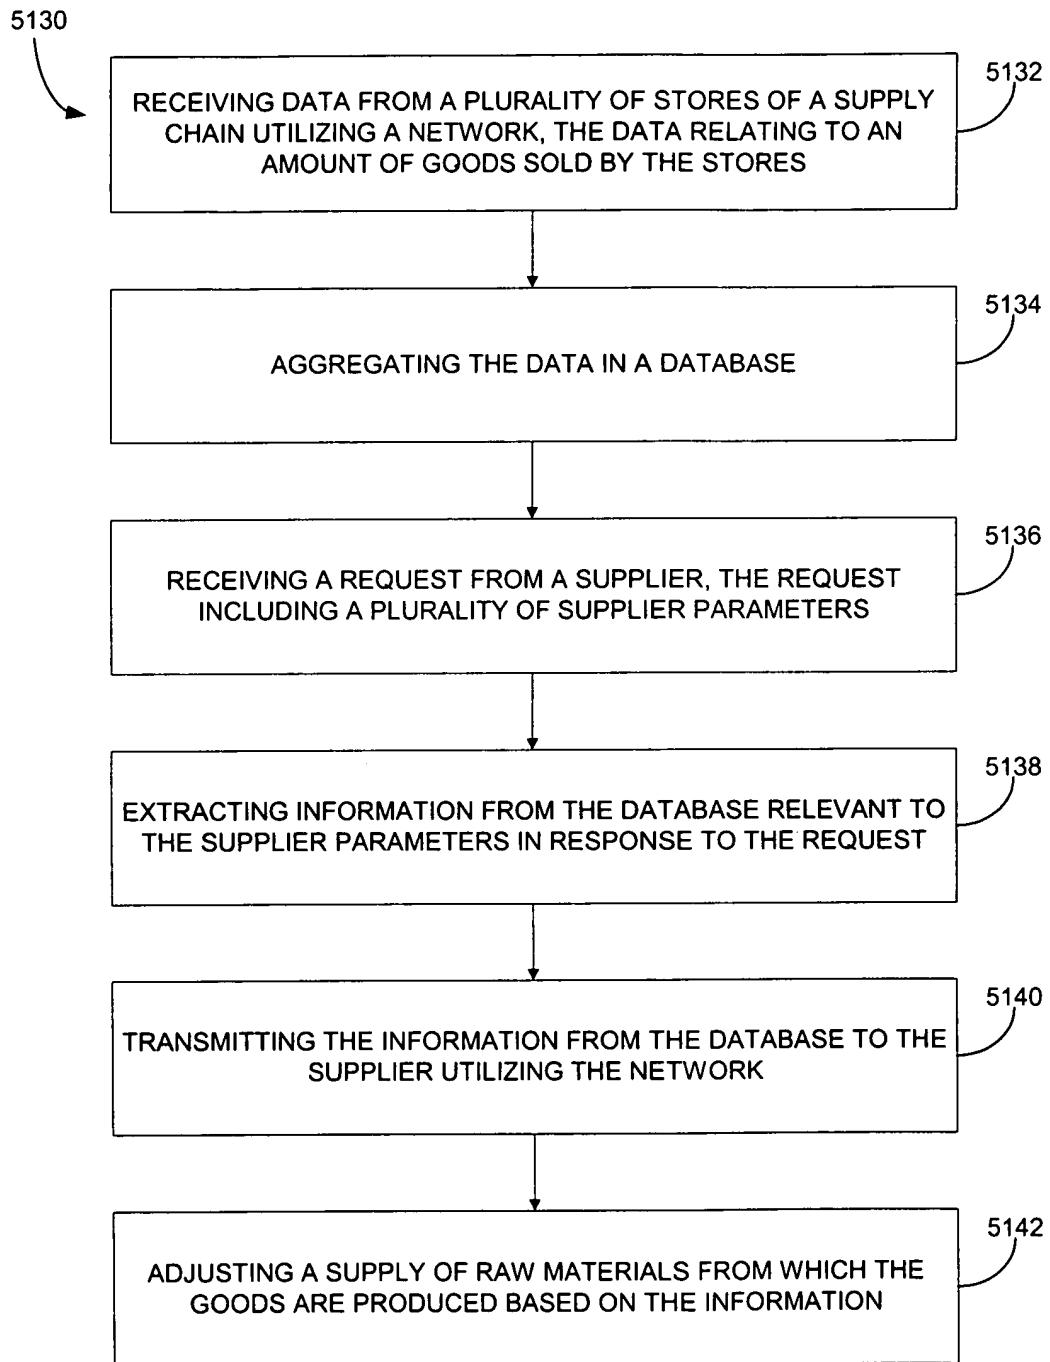 5130
5132
RECEIVING DATA FROM A PLURALITY OF STORES OF A SUPPLY
CHAIN UTILIZING A NETWORK, THE DATA RELATING TO AN
AMOUNT OF GOODS SOLD BY THE STORES
5134
AGGREGATING THE DATA IN A DATABASE
5136
RECEIVING A REQUEST FROM A SUPPLIER, THE REQUEST
INCLUDING A PLURALITY OF SUPPLIER PARAMETERS
5138
EXTRACTING INFORMATION FROM THE DATABASE RELEVANT TO
THE SUPPLIER PARAMETERS IN RESPONSE TO THE REQUEST
5140
TRANSMITTING THE INFORMATION FROM THE DATABASE TO THE
SUPPLIER UTILIZING THE NETWORK
5142
ADJUSTING A SUPPLY OF RAW MATERIALS FROM WHICH THE
GOODS ARE PRODUCED BASED ON THE INFORMATION